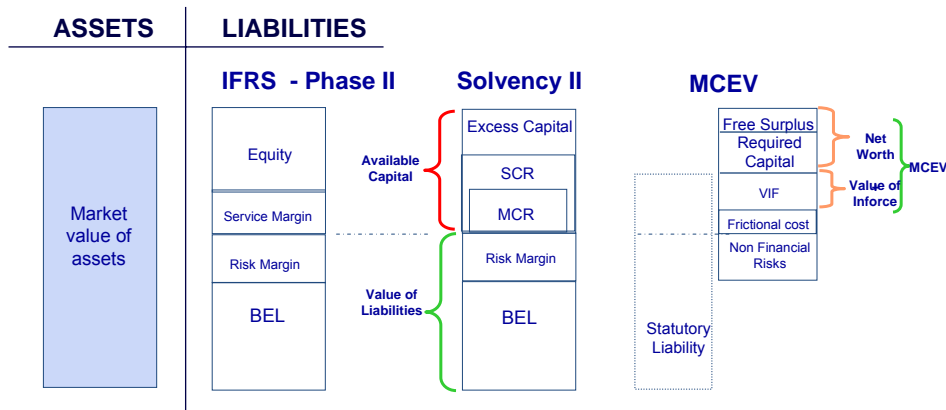 ASSETS
LIABILITIES
IFRS - Phase II
Solvency II
MCEV
Market
value of
assets
Equity
Service Margin
Risk Margin
BEL
Available
Capital
Value of
Liabilities
Excess Capital
SCR
MCR
Risk Margin
BEL
Statutory
Liability
Free Surplus
Required
Capital
VIF
Frictional cost
Non Financial
Risks
Net
Worth
Value of
Inforce
MCEV